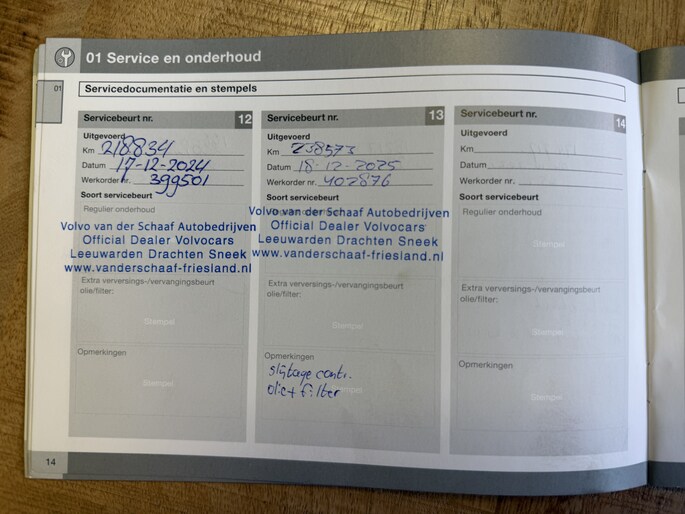 01 Service en onderhoud
01
Servicedocumentatie en stempels
Servicebeurt nr. 12
Uitgevoerd
Km 218834
Datum 17-12-2024
Werkorder nr. 399501
Soort servicebeurt
Regulier onderhoud
Volvo van der Schaaf Autobedrijven
Official Dealer Volvocars
Leeuwarden Drachten Sneek
www.vanderschaaf-friesland.nl
Extra verversings-/vervangingsbeurt
olie/filter:
Stempel
Opmerkingen
Stempel
Servicebeurt nr. 13
Uitgevoerd
Km 238573
Datum 18-12-2025
Werkorder nr. 402876
Soort servicebeurt
Volvo van der Schaaf Autobedrijven
Official Dealer Volvocars
Leeuwarden Drachten Sneek
www.vanderschaaf-friesland.nl
Extra verversings-/vervangingsbeurt
olie/filter:
Stempel
Opmerkingen
slijtage contr.
olie+ filter
Stempel
Servicebeurt nr. 14
Uitgevoerd
Km
Datum
Werkorder nr.
Soort servicebeurt
Regulier onderhoud
Stempel
Extra verversings-/vervangingsbeurt
olie/filter:
Stempel
Opmerkingen
Stempel
14